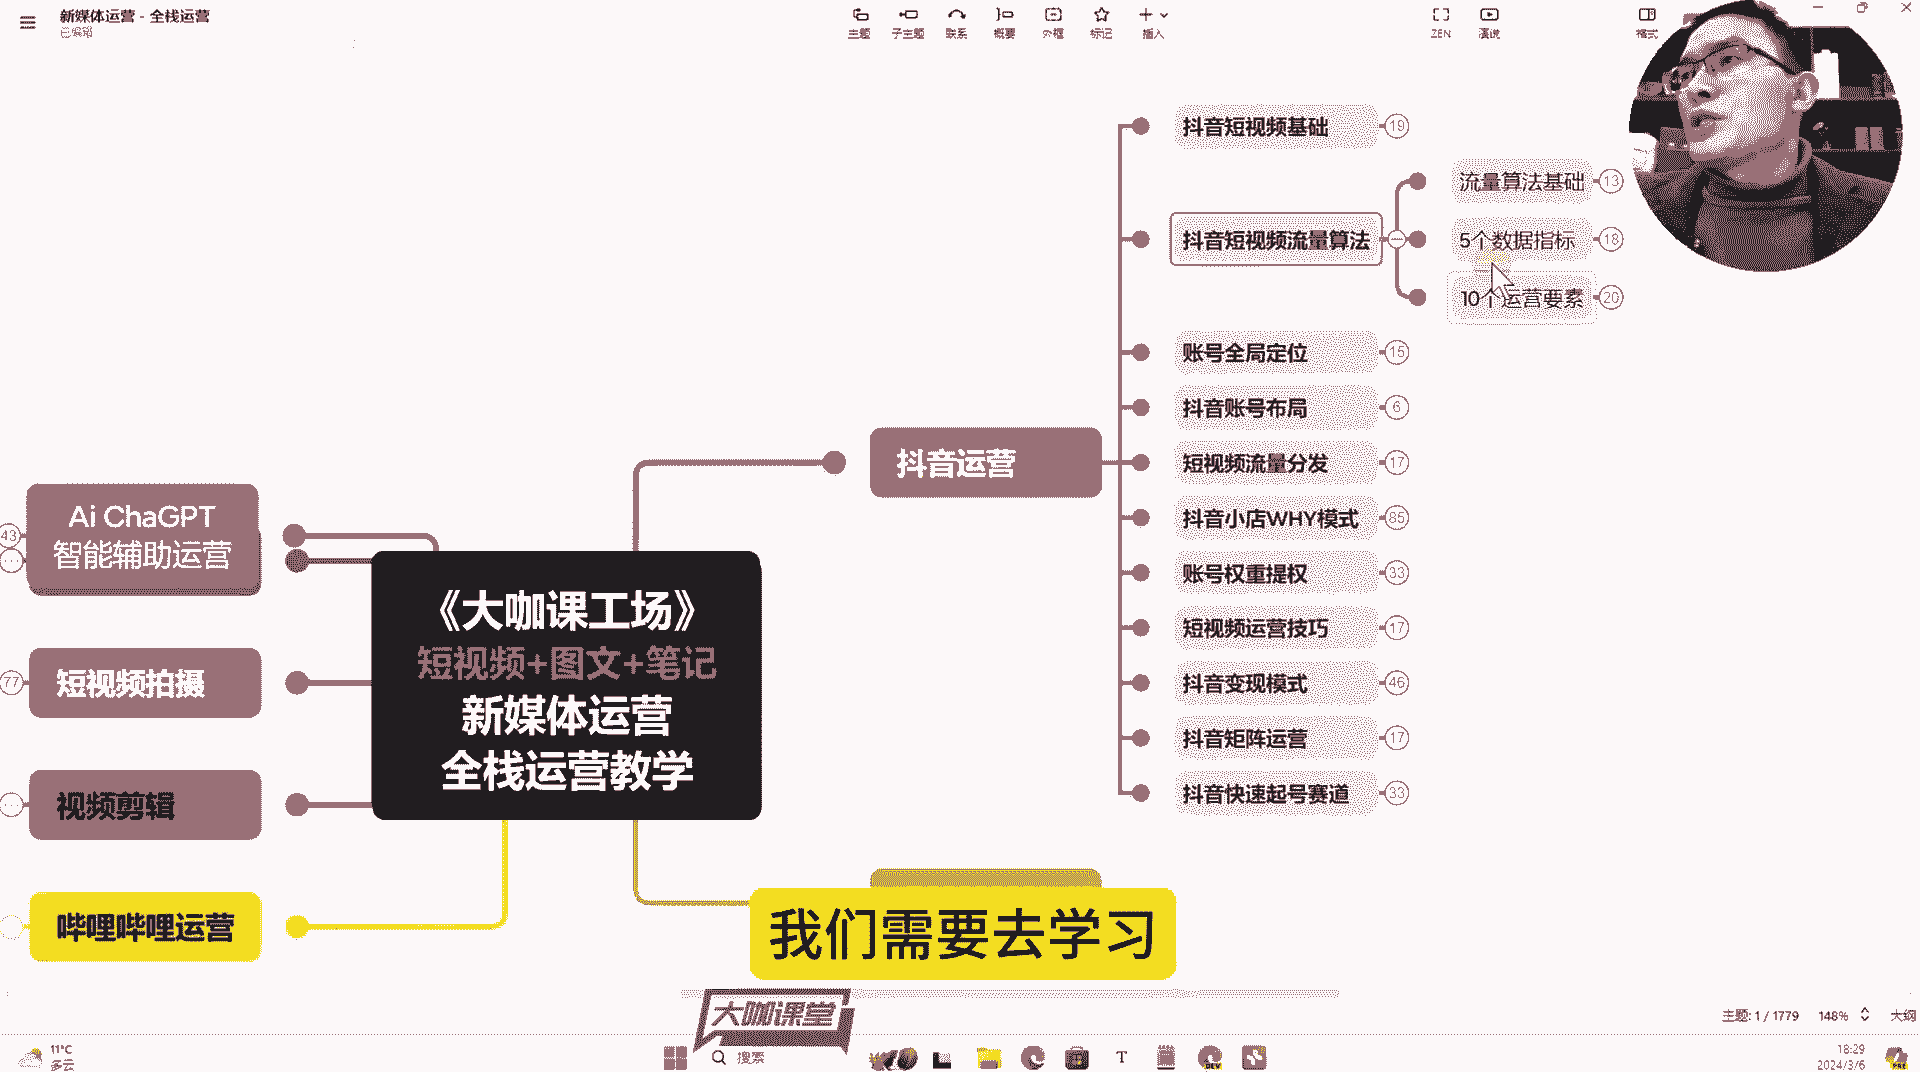 新媒体运营 - 全栈运营
已编辑
主题
子主题
联系
概要
外框
标记
插入
ZEN
演说
格式
抖音短视频基础
19
抖音短视频流量算法
流量算法基础
13
5个数据指标
18
10个运营要素
20
账号全局定位
15
抖音账号布局
6
短视频流量分发
17
抖音小店WHY模式
85
账号权重提权
33
短视频运营技巧
17
抖音变现模式
46
抖音矩阵运营
17
抖音快速起号赛道
33
抖音运营
Ai ChaGPT
智能辅助运营
43
短视频拍摄
77
视频剪辑
哔哩哔哩运营
《大咖课工场》
短视频+图文+笔记
新媒体运营
全栈运营教学
我们需要去学习
大咖课堂
主题: 1 / 1779
148%
大纲
11°C
多云
搜索
T
DEV
18:29
2024/3/6
PRE